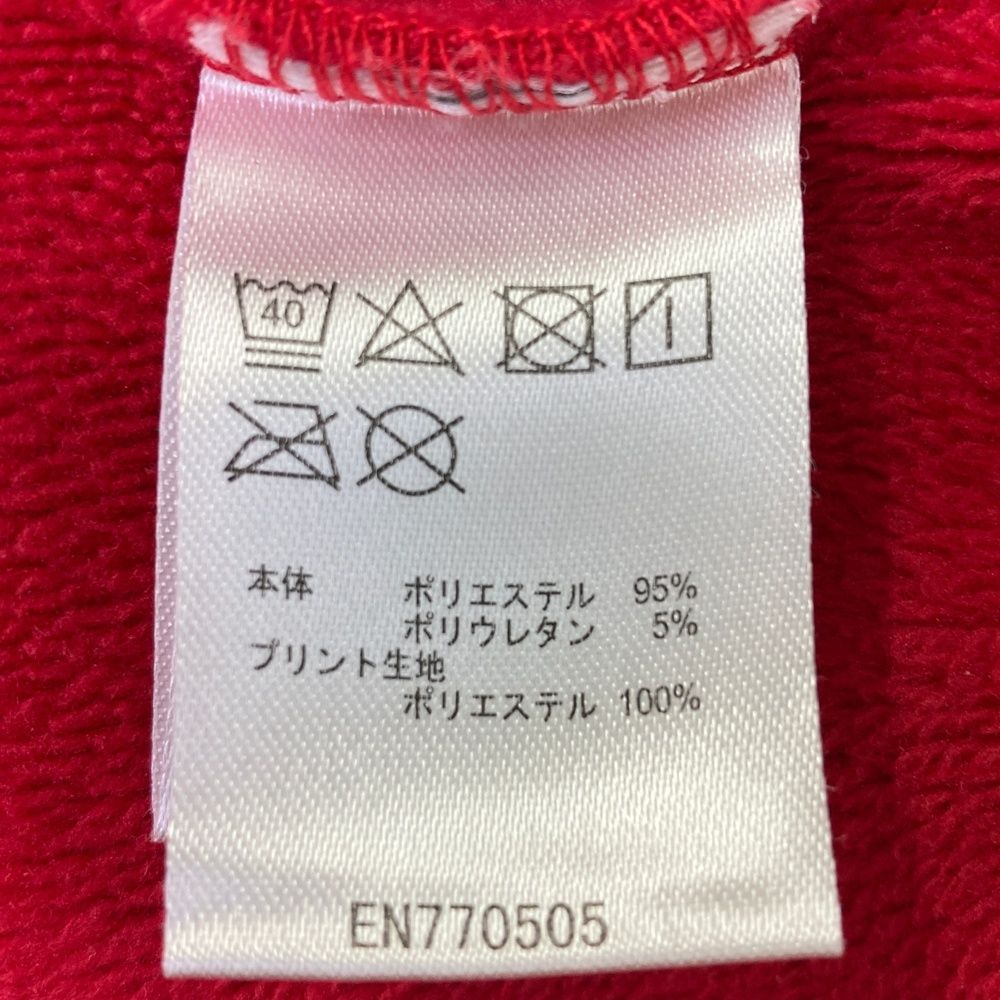 40
本体 ポリエステル 95%
ポリウレタン 5%
プリント生地
ポリエステル 100%
EN770505